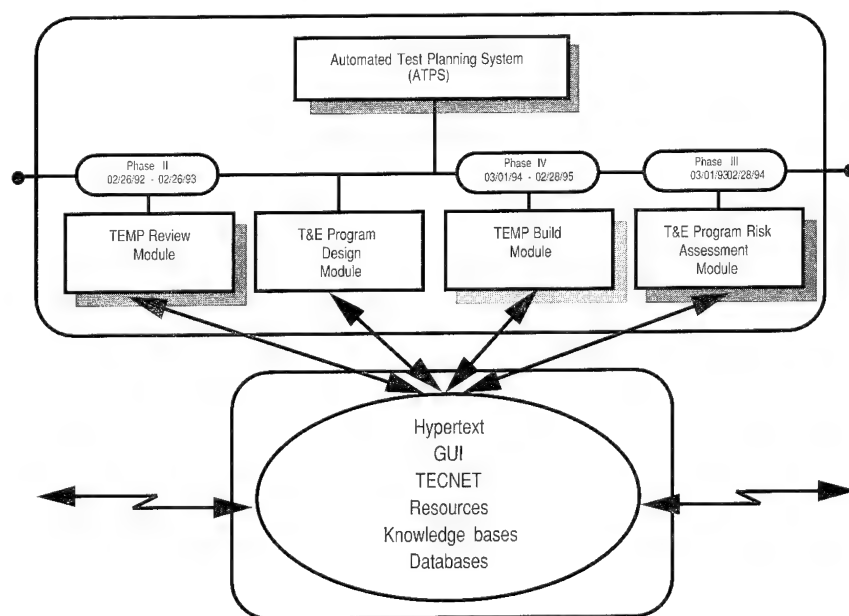 Automated Test Planning System
(ATPS)
Phase II
02/26/92 - 02/26/93
Phase IV
03/01/94 - 02/28/95
Phase III
03/01/9302/28/94
TEMP Review
Module
T&E Program
Design
Module
TEMP Build
Module
T&E Program Risk
Assessment
Module
Hypertext
GUI
TECNET
Resources
Knowledge bases
Databases